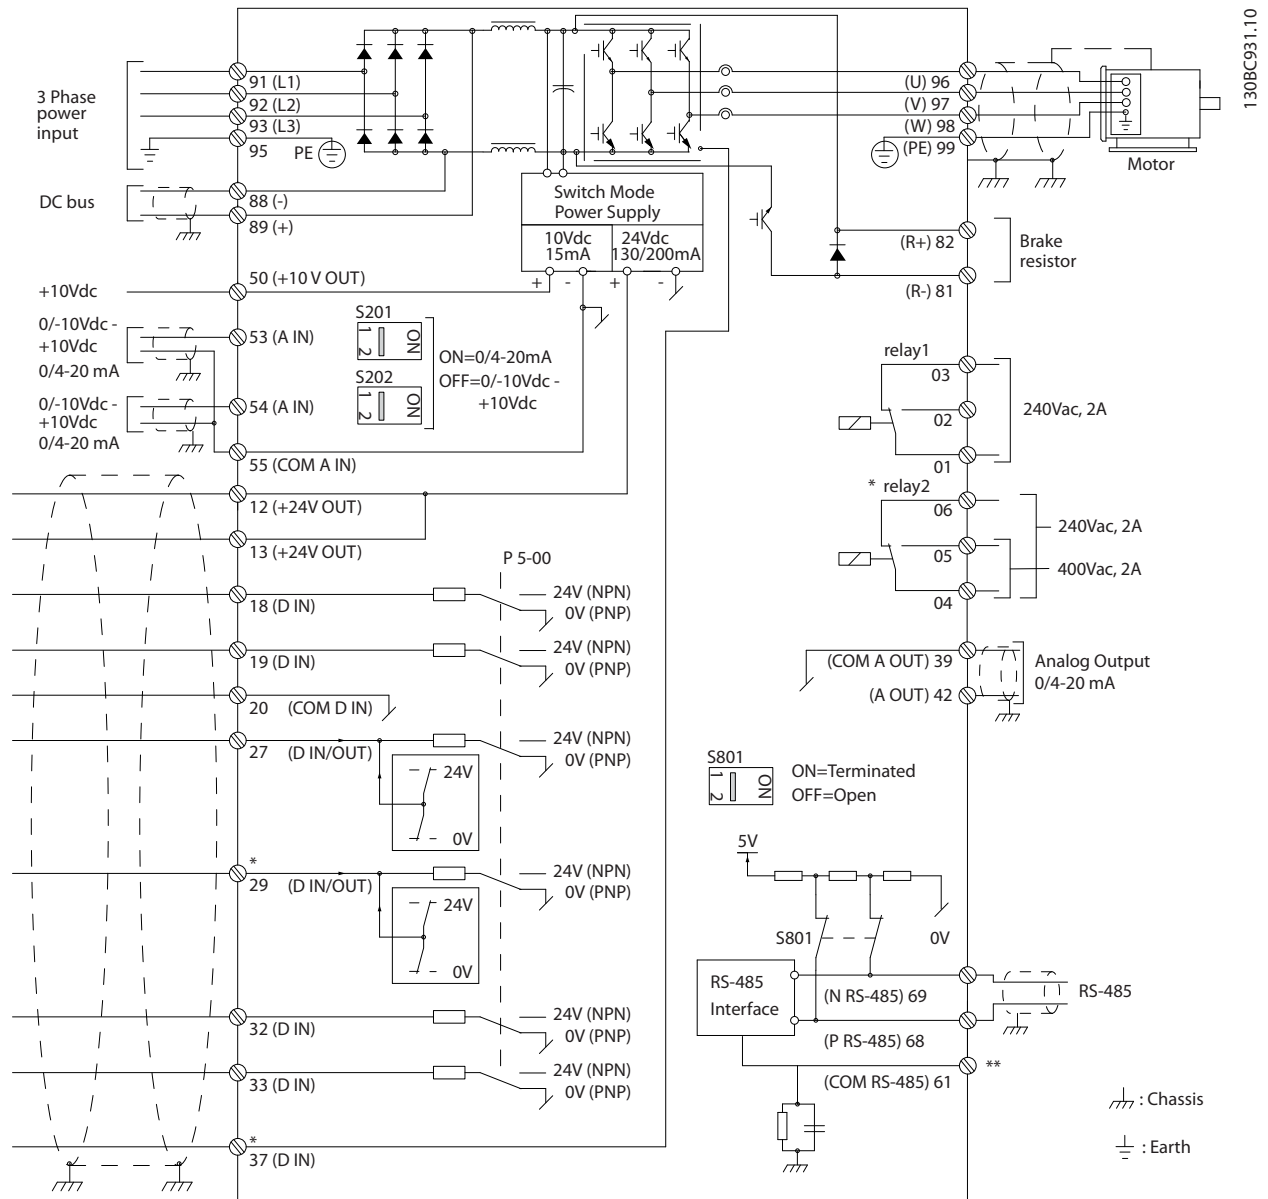 130BC931.10
3 Phase
power
input
91 (L1)
92 (L2)
93 (L3)
95
PE
DC bus
88 (-)
89 (+)
+10Vdc
50 (+10 V OUT)
0/-10Vdc -
+10Vdc
0/4-20 mA
53 (A IN)
0/-10Vdc -
+10Vdc
0/4-20 mA
54 (A IN)
55 (COM A IN)
12 (+24V OUT)
13 (+24V OUT)
18 (D IN)
19 (D IN)
20 (COM D IN)
27 (D IN/OUT)
24V
0V
*
29 (D IN/OUT)
24V
0V
32 (D IN)
33 (D IN)
*
37 (D IN)
Switch Mode
Power Supply
10Vdc
15mA
24Vdc
130/200mA
+ - + -
S201
1 2 ON
S202
1 2 ON
ON=0/4-20mA
OFF=0/-10Vdc -
+10Vdc
P 5-00
24V (NPN)
0V (PNP)
24V (NPN)
0V (PNP)
24V (NPN)
0V (PNP)
24V (NPN)
0V (PNP)
24V (NPN)
0V (PNP)
24V (NPN)
0V (PNP)
(U) 96
(V) 97
(W) 98
(PE) 99
Motor
(R+) 82
(R-) 81
Brake
resistor
relay1
03
02
01
240Vac, 2A
* relay2
06
05
04
240Vac, 2A
400Vac, 2A
(COM A OUT) 39
(A OUT) 42
Analog Output
0/4-20 mA
S801
1 2 ON
ON=Terminated
OFF=Open
5V
S801
0V
RS-485
Interface
(N RS-485) 69
(P RS-485) 68
(COM RS-485) 61
**
RS-485
: Chassis
: Earth